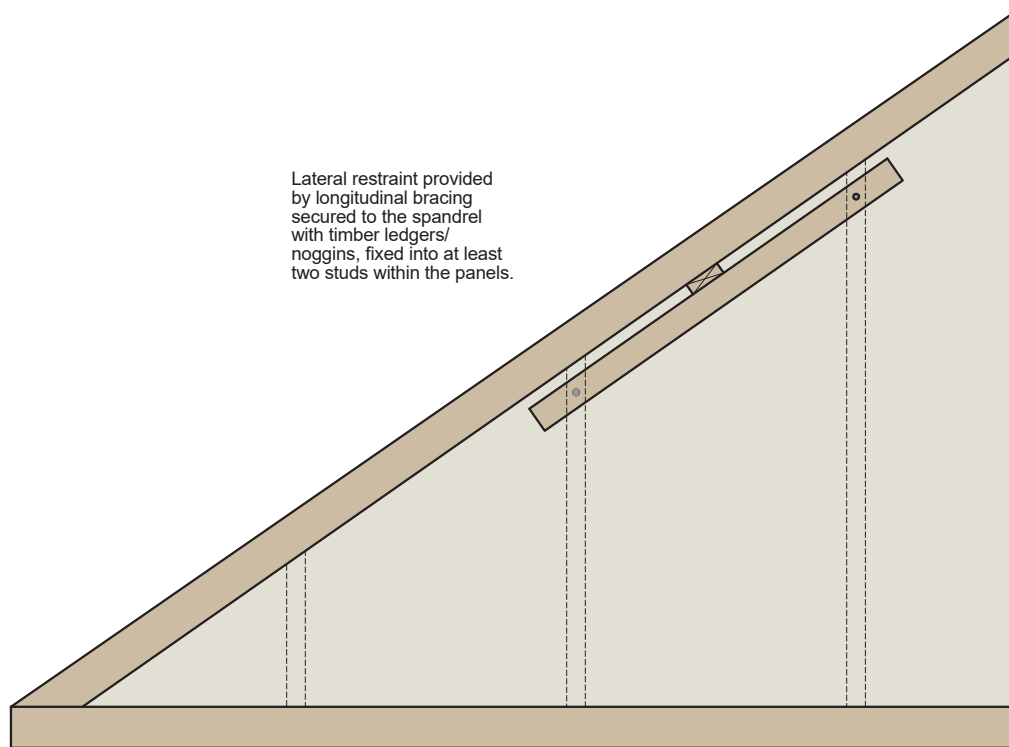 Lateral restraint provided
by longitudinal bracing
secured to the spandrel
with timber ledgers/
noggins, fixed into at least
two studs within the panels.